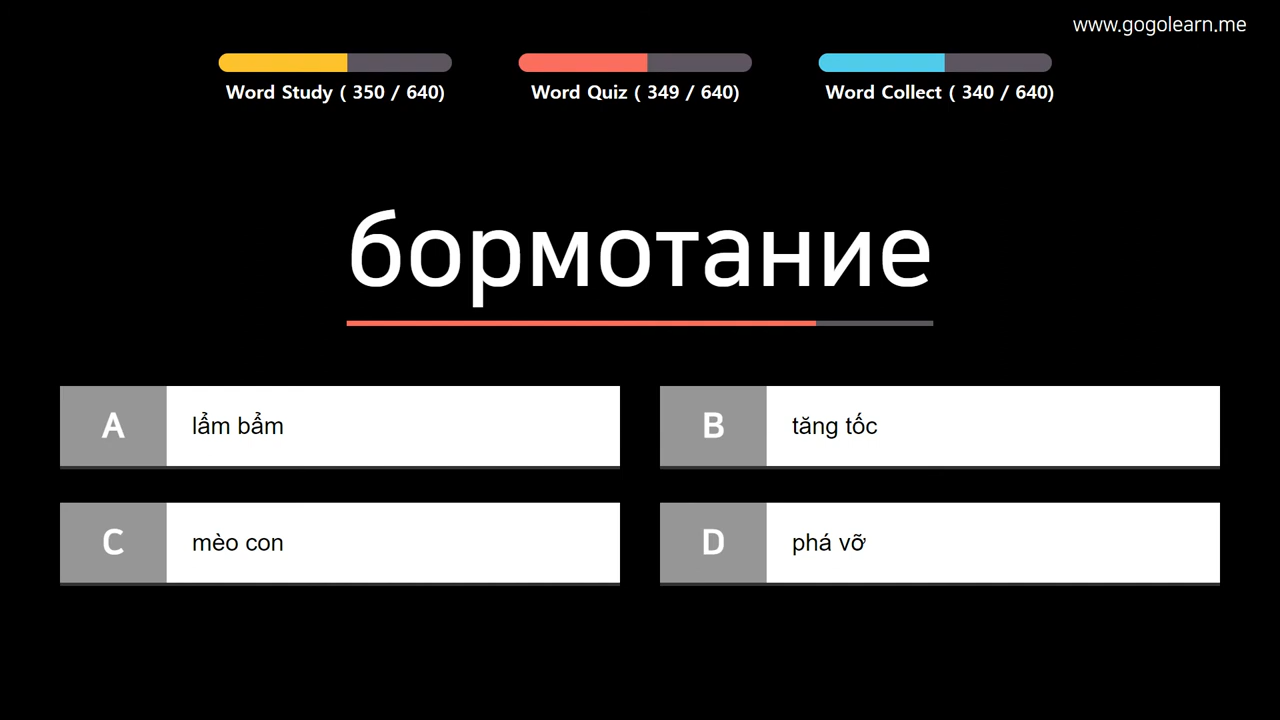 www.gogolearn.me
Word Study ( 350 / 640)
Word Quiz ( 349 / 640)
Word Collect ( 340 / 640)
бормотание
A lẩm bẩm
B tăng tốc
C mèo con
D phá vỡ